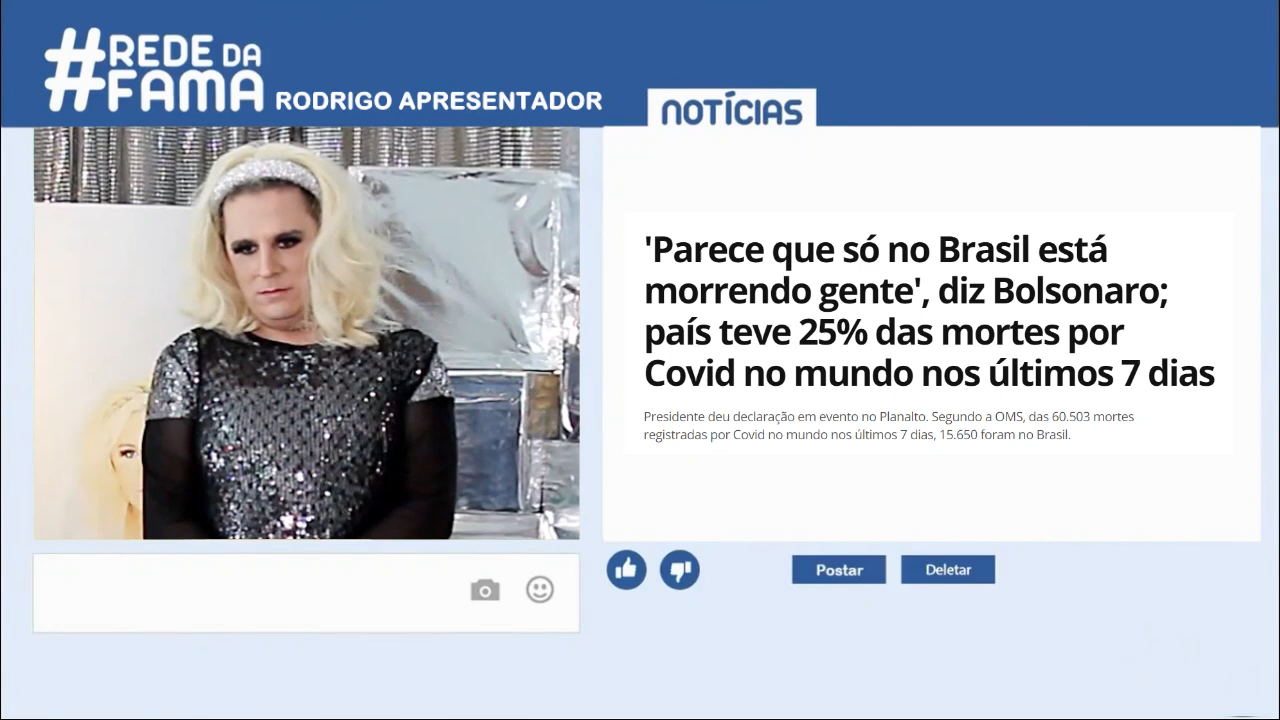 #REDE DA
FAMA RODRIGO APRESENTADOR
NOTÍCIAS
'Parece que só no Brasil está
morrendo gente', diz Bolsonaro;
país teve 25% das mortes por
Covid no mundo nos últimos 7 dias
Presidente deu declaração em evento no Planalto. Segundo a OMS, das 60.503 mortes
registradas por Covid no mundo nos últimos 7 dias, 15.650 foram no Brasil.
Postar Deletar